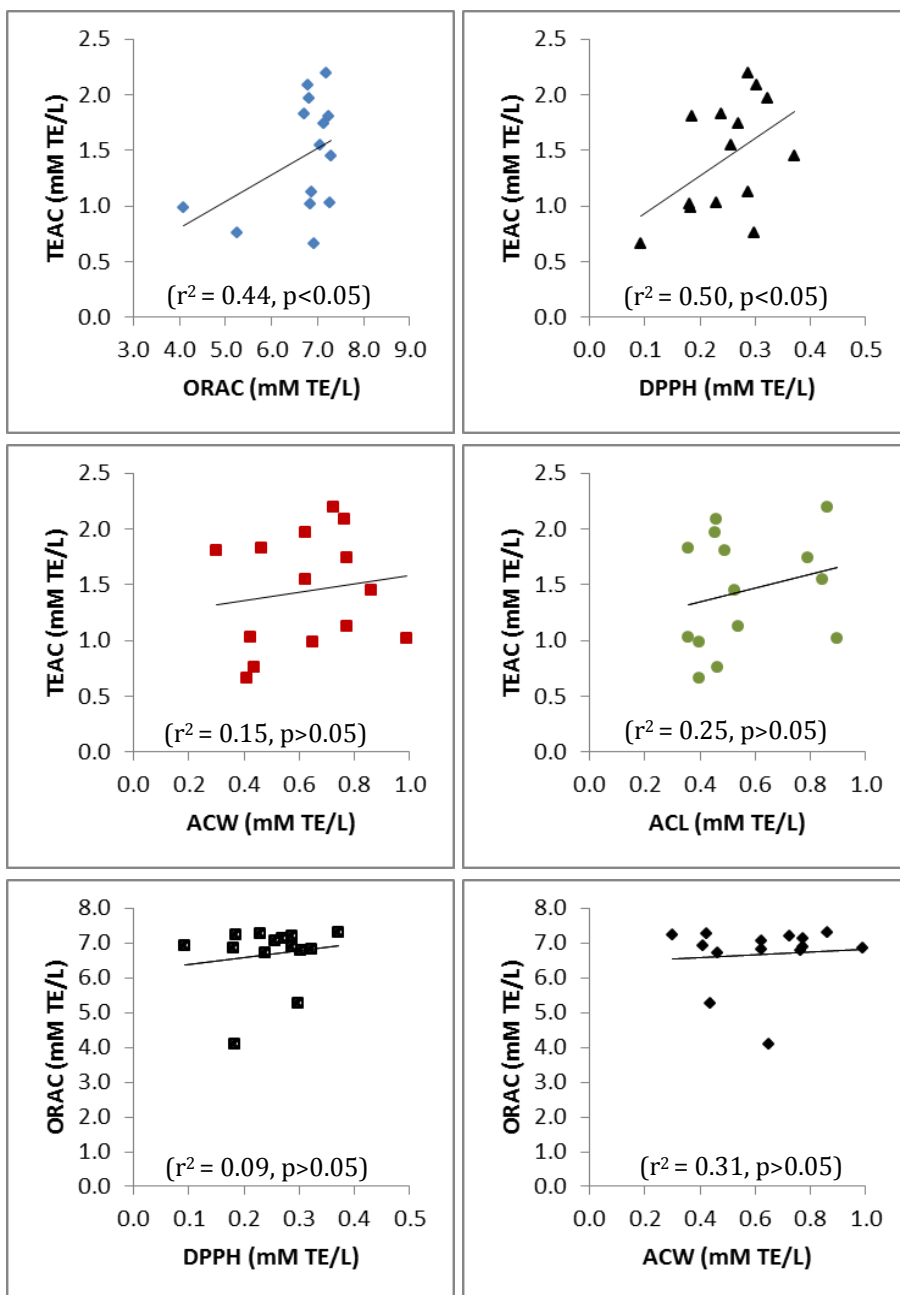 2.5
2.0
1.5
1.0
0.5
0.0
TEAC (mM TE/L)
(r² = 0.44, p<0.05)
3.0 4.0 5.0 6.0 7.0 8.0 9.0
ORAC (mM TE/L)
2.5
2.0
1.5
1.0
0.5
0.0
TEAC (mM TE/L)
(r² = 0.50, p<0.05)
0.0 0.1 0.2 0.3 0.4 0.5
DPPH (mM TE/L)
2.5
2.0
1.5
1.0
0.5
0.0
TEAC (mM TE/L)
(r² = 0.15, p>0.05)
0.0 0.2 0.4 0.6 0.8 1.0
ACW (mM TE/L)
2.5
2.0
1.5
1.0
0.5
0.0
TEAC (mM TE/L)
(r² = 0.25, p>0.05)
0.0 0.2 0.4 0.6 0.8 1.0
ACL (mM TE/L)
8.0
7.0
6.0
5.0
4.0
3.0
2.0
1.0
0.0
ORAC (mM TE/L)
(r² = 0.09, p>0.05)
0.0 0.1 0.2 0.3 0.4 0.5
DPPH (mM TE/L)
8.0
7.0
6.0
5.0
4.0
3.0
2.0
1.0
0.0
ORAC (mM TE/L)
(r² = 0.31, p>0.05)
0.0 0.2 0.4 0.6 0.8 1.0
ACW (mM TE/L)